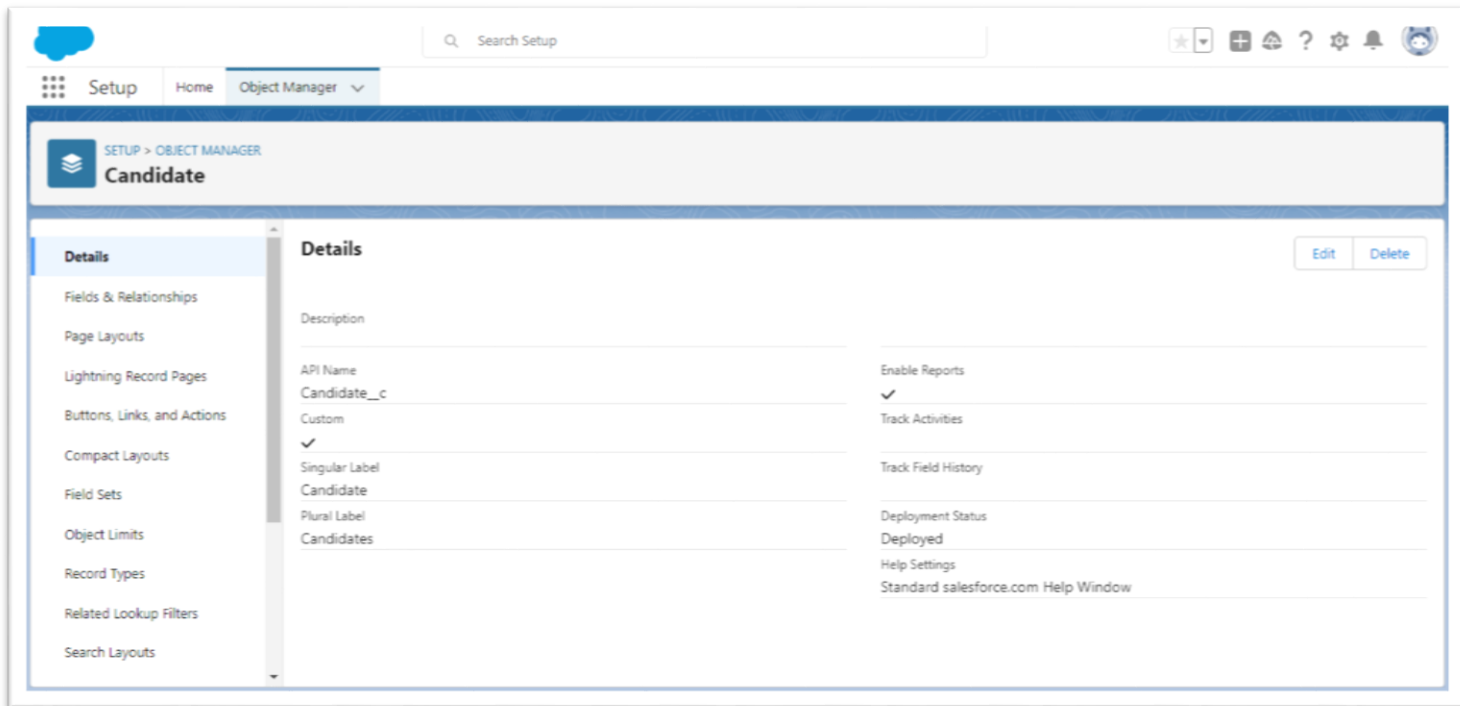 Search Setup
Setup Home Object Manager
SETUP > OBJECT MANAGER
Candidate
Details
Fields & Relationships
Page Layouts
Lightning Record Pages
Buttons, Links, and Actions
Compact Layouts
Field Sets
Object Limits
Record Types
Related Lookup Filters
Search Layouts
Details
Edit Delete
Description
API Name
Candidate__c
Custom
Singular Label
Candidate
Plural Label
Candidates
Enable Reports
Track Activities
Track Field History
Deployment Status
Deployed
Help Settings
Standard salesforce.com Help Window